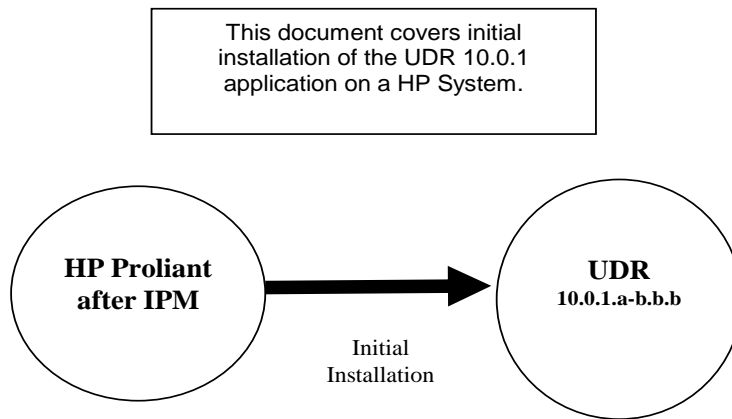 This document covers initial
installation of the UDR 10.0.1
application on a HP System.
HP Proliant
after IPM
Initial
Installation
UDR
10.0.1.a-b.b.b